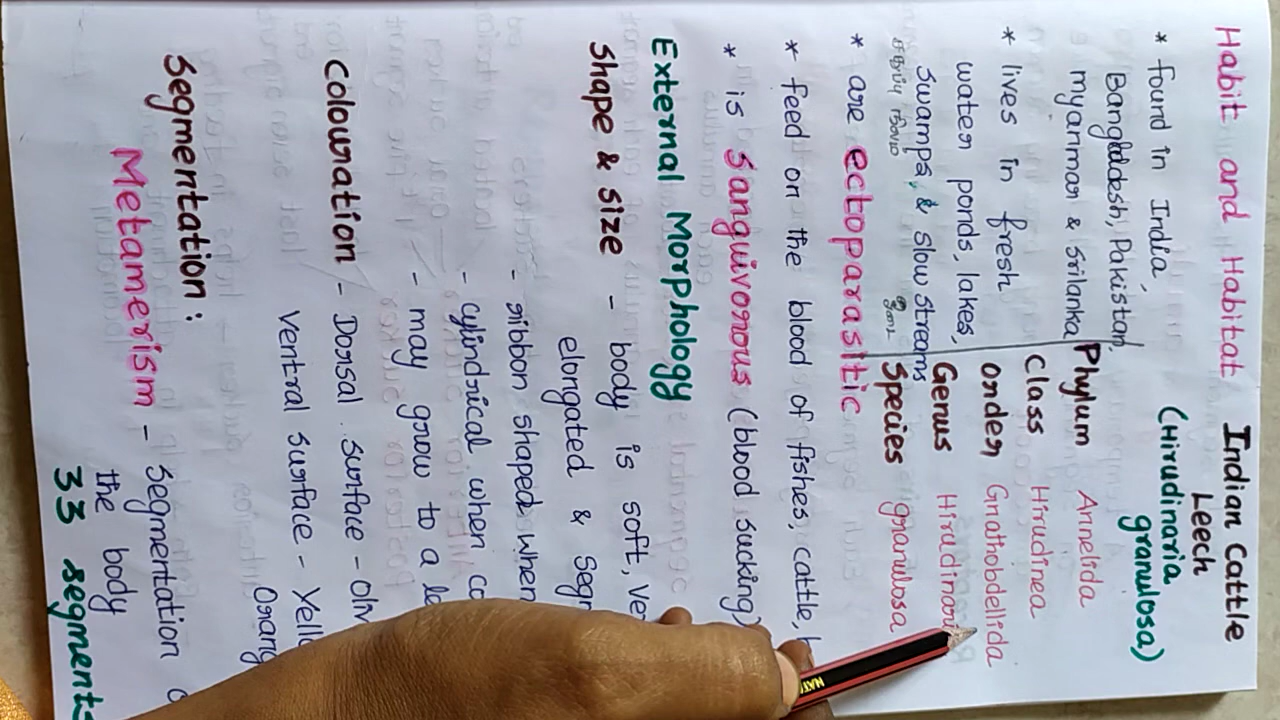 Indian Cattle
Leech
(Hirudinaria
granulosa)
Habit and Habitat
* found in India,
Bangladesh, Pakistan,
myanmar & Srilanka
* lives in fresh
water ponds, lakes,
swamps, & slow streams
* are ectoparasitic
Phylum Annelida
Class Hirudinea
order Gnathobdellida
Genus Hirudinaria
Species granulosa
* feed on the blood of fishes, cattle,
* is Sanguivorous (blood sucking)
External Morphology
Shape & size - body is soft,
elongated &
- ribbon shaped when
- cylindrical when
- may grow to a
Colouration - Dorsal surface -
ventral surface -
Segmentation:
Metamerism - segmentation
the body
33 segments